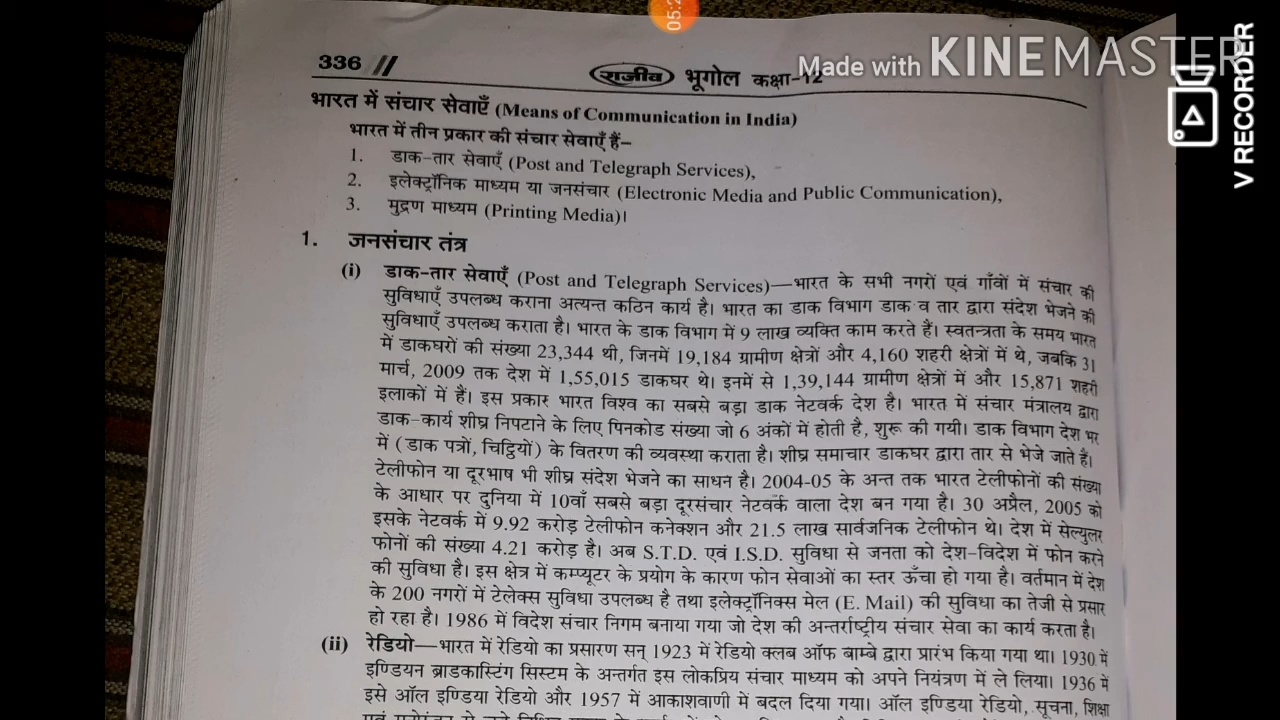 05:2
Made with KINEMASTER
V RECORDER
336 //
राजीव भूगोल कक्षा-12
भारत में संचार सेवाएँ (Means of Communication in India)
भारत में तीन प्रकार की संचार सेवाएँ हैं–
1. डाक-तार सेवाएँ (Post and Telegraph Services),
2. इलेक्ट्रॉनिक माध्यम या जनसंचार (Electronic Media and Public Communication),
3. मुद्रण माध्यम (Printing Media)।
1. जनसंचार तंत्र
(i) डाक-तार सेवाएँ (Post and Telegraph Services)—भारत के सभी नगरों एवं गाँवों में संचार की
सुविधाएँ उपलब्ध कराना अत्यन्त कठिन कार्य है। भारत का डाक विभाग डाक व तार द्वारा संदेश भेजने की
सुविधाएँ उपलब्ध कराता है। भारत के डाक विभाग में 9 लाख व्यक्ति काम करते हैं। स्वतन्त्रता के समय भारत
में डाकघरों की संख्या 23,344 थी, जिनमें 19,184 ग्रामीण क्षेत्रों और 4,160 शहरी क्षेत्रों में थे, जबकि 31
मार्च, 2009 तक देश में 1,55,015 डाकघर थे। इनमें से 1,39,144 ग्रामीण क्षेत्रों में और 15,871 शहरी
इलाकों में हैं। इस प्रकार भारत विश्व का सबसे बड़ा डाक नेटवर्क देश है। भारत में संचार मंत्रालय द्वारा
डाक-कार्य शीघ्र निपटाने के लिए पिनकोड संख्या जो 6 अंकों में होती है, शुरू की गयी। डाक विभाग देश भर
में (डाक पत्रों, चिट्ठियों) के वितरण की व्यवस्था कराता है। शीघ्र समाचार डाकघर द्वारा तार से भेजे जाते हैं।
टेलीफोन या दूरभाष भी शीघ्र संदेश भेजने का साधन है। 2004-05 के अन्त तक भारत टेलीफोनों की संख्या
के आधार पर दुनिया में 10वाँ सबसे बड़ा दूरसंचार नेटवर्क वाला देश बन गया है। 30 अप्रैल, 2005 को
इसके नेटवर्क में 9.92 करोड़ टेलीफोन कनेक्शन और 21.5 लाख सार्वजनिक टेलीफोन थे। देश में सेल्युलर
फोनों की संख्या 4.21 करोड़ है। अब S.T.D. एवं I.S.D. सुविधा से जनता को देश-विदेश में फोन करने
की सुविधा है। इस क्षेत्र में कम्प्यूटर के प्रयोग के कारण फोन सेवाओं का स्तर ऊँचा हो गया है। वर्तमान में देश
के 200 नगरों में टेलेक्स सुविधा उपलब्ध है तथा इलेक्ट्रॉनिक्स मेल (E. Mail) की सुविधा का तेजी से प्रसार
हो रहा है। 1986 में विदेश संचार निगम बनाया गया जो देश की अन्तर्राष्ट्रीय संचार सेवा का कार्य करता है।
(ii) रेडियो—भारत में रेडियो का प्रसारण सन् 1923 में रेडियो क्लब ऑफ बाम्बे द्वारा प्रारंभ किया गया था। 1930 में
इण्डियन ब्राडकास्टिंग सिस्टम के अन्तर्गत इस लोकप्रिय संचार माध्यम को अपने नियंत्रण में ले लिया। 1936 में
इसे ऑल इण्डिया रेडियो और 1957 में आकाशवाणी में बदल दिया गया। ऑल इण्डिया रेडियो, सूचना, शिक्षा